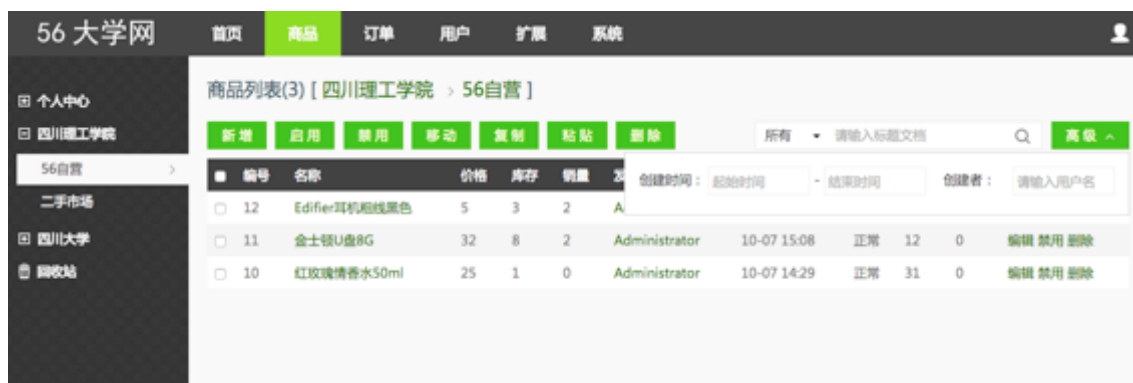 56 大学网 首页 商品 订单 用户 扩展 系统
个人中心
四川理工学院
56自营
二手市场
四川大学
回收站
商品列表(3) [ 四川理工学院 > 56自营 ]
新增 启用 禁用 移动 复制 粘贴 删除 所有 请输入标题文档 高级
编号 名称 价格 库存 销量 创建时间： 起始时间 - 结束时间 创建者： 请输入用户名
12 Edifier耳机粗线黑色 5 3 2 A
11 金士顿U盘8G 32 8 2 Administrator 10-07 15:08 正常 12 0 编辑 禁用 删除
10 红玫瑰情香水50ml 25 1 0 Administrator 10-07 14:29 正常 31 0 编辑 禁用 删除